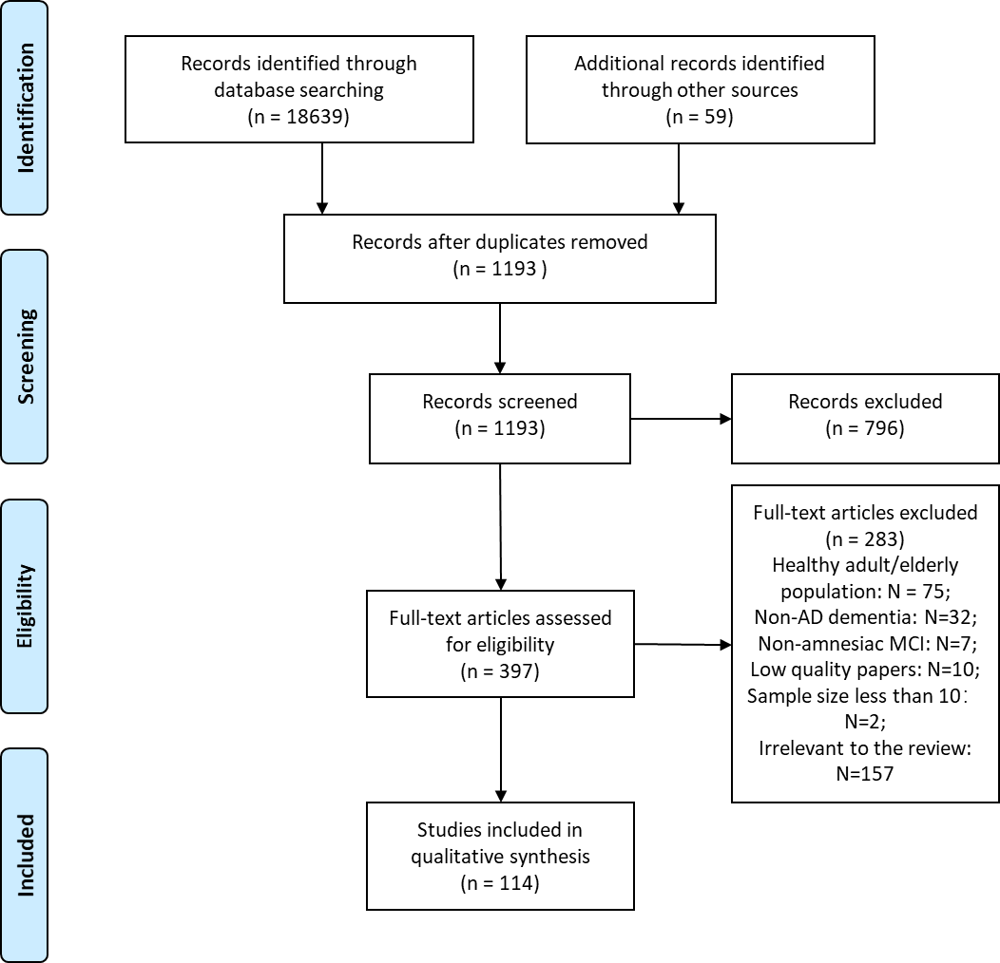 Identification
Records identified through
database searching
(n = 18639)
Additional records identified
through other sources
(n = 59)
Records after duplicates removed
(n = 1193 )
Screening
Records screened
(n = 1193)
Records excluded
(n = 796)
Eligibility
Full-text articles assessed
for eligibility
(n = 397)
Full-text articles excluded
(n = 283)
Healthy adult/elderly
population: N = 75;
Non-AD dementia: N=32;
Non-amnesiac MCI: N=7;
Low quality papers: N=10;
Sample size less than 10:
N=2;
Irrelevant to the review:
N=157
Included
Studies included in
qualitative synthesis
(n = 114)